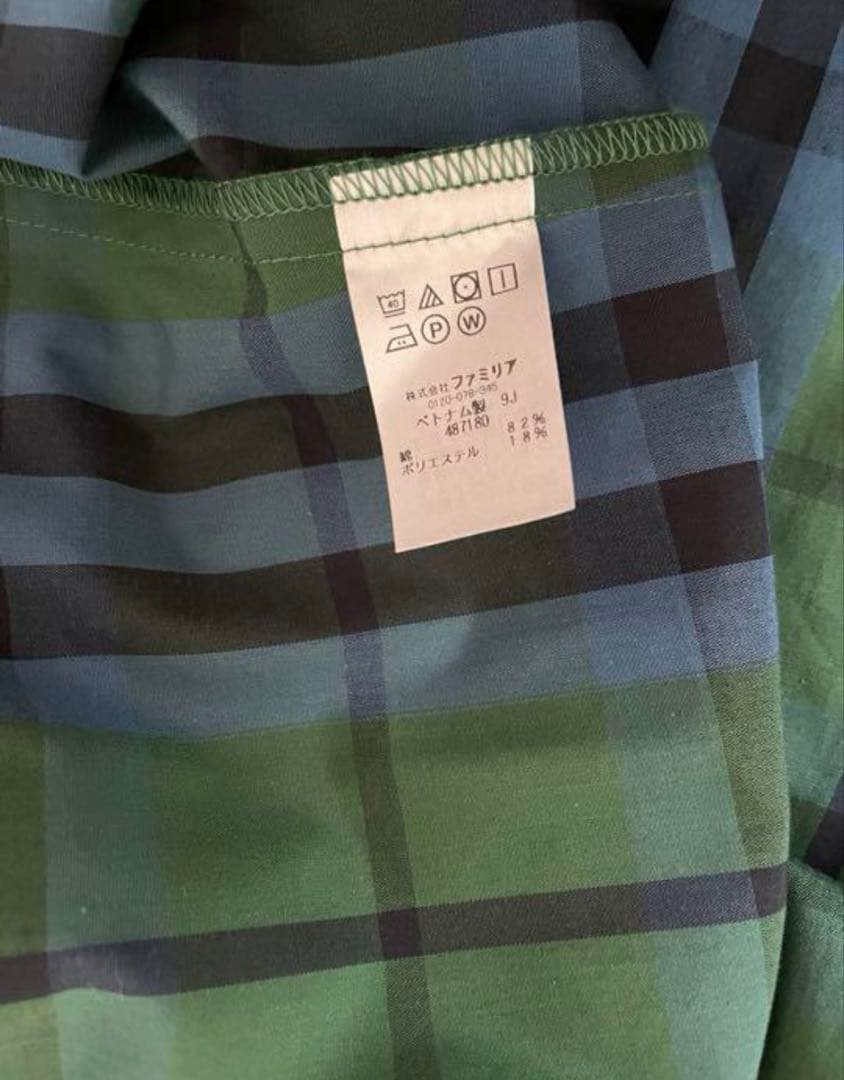 40
P W
株式会社 ファミリア
0120-078-345
ベトナム製 9J
487180
綿 82%
ポリエステル 18%